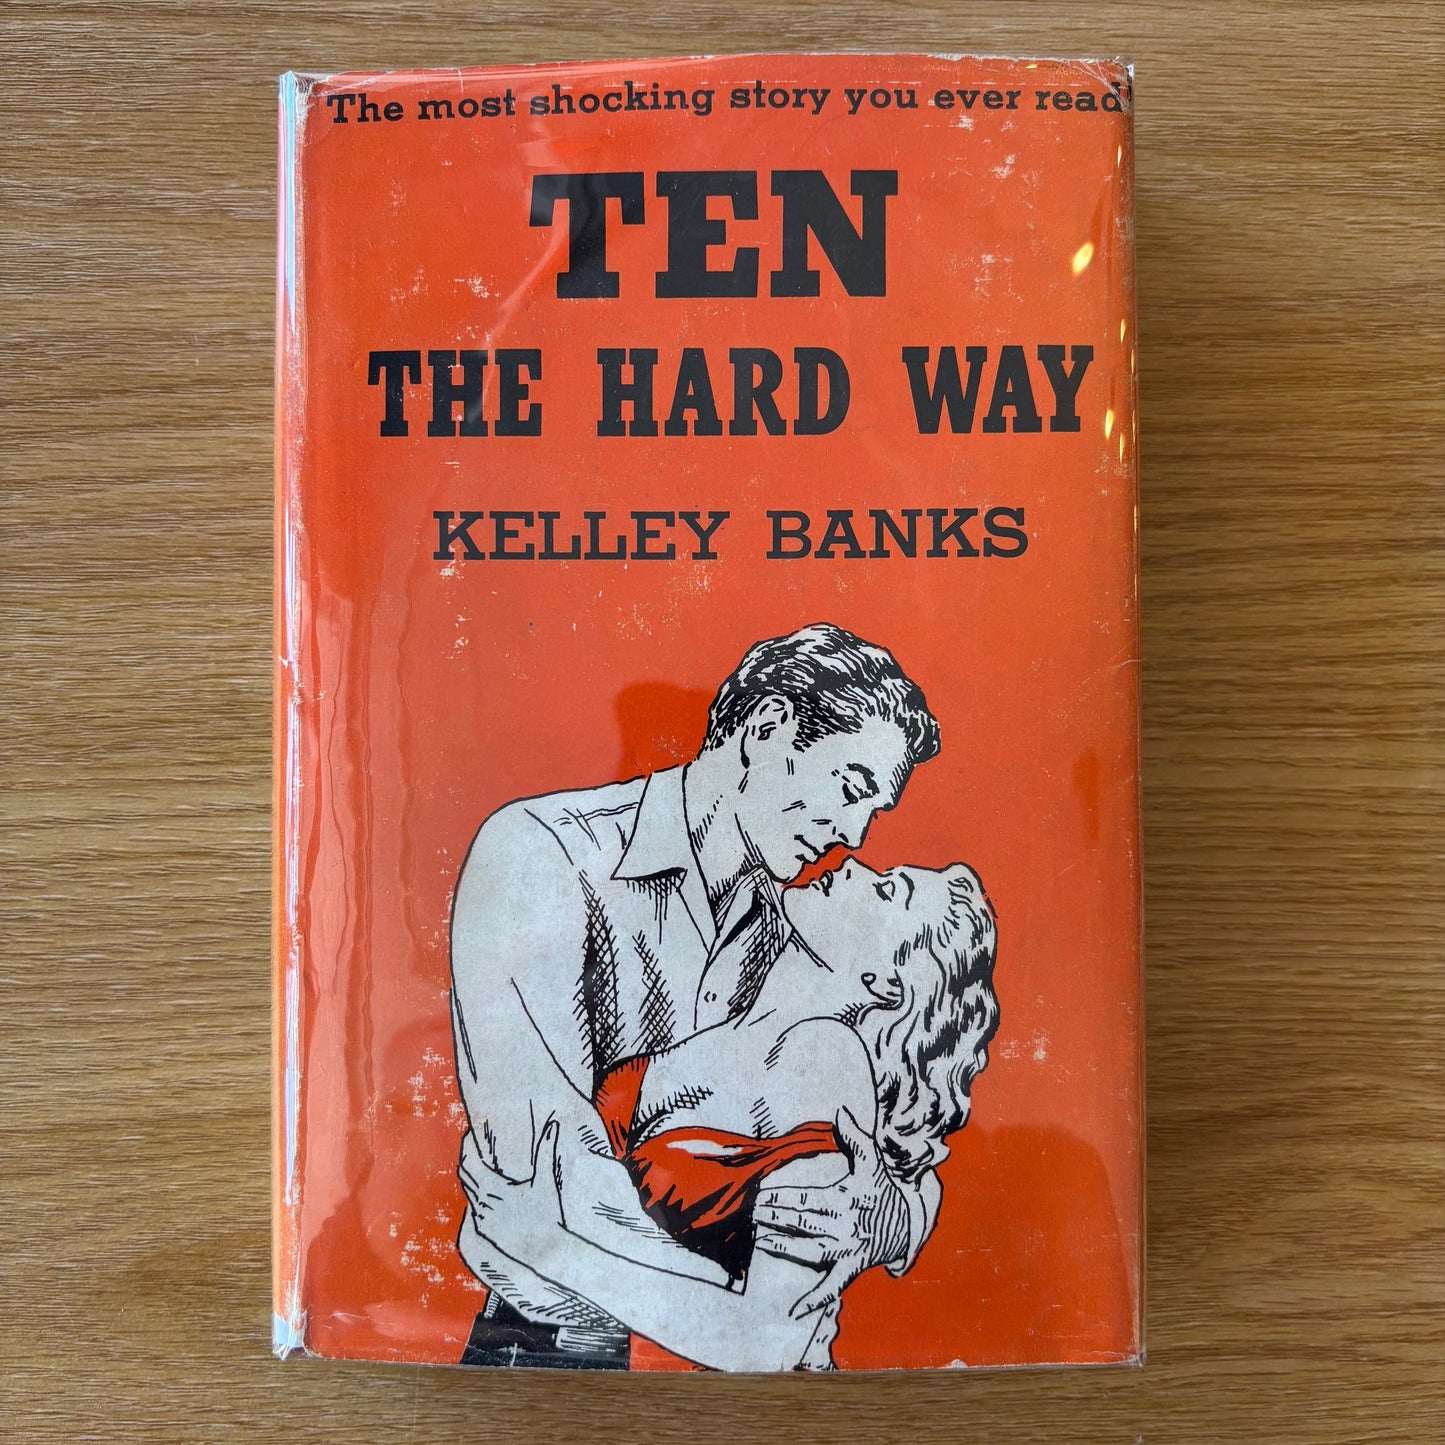 The most shocking story you ever read
TEN
THE HARD WAY
KELLEY BANKS